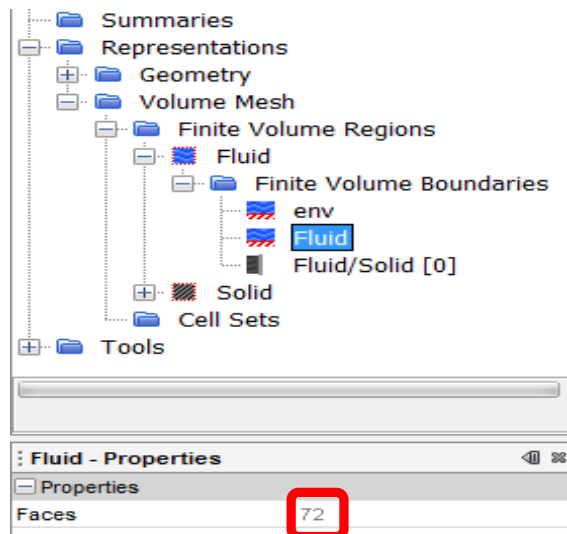 Summaries
Representations
Geometry
Volume Mesh
Finite Volume Regions
Fluid
Finite Volume Boundaries
env
Fluid
Fluid/Solid [0]
Solid
Cell Sets
Tools
Fluid - Properties
Properties
Faces 72